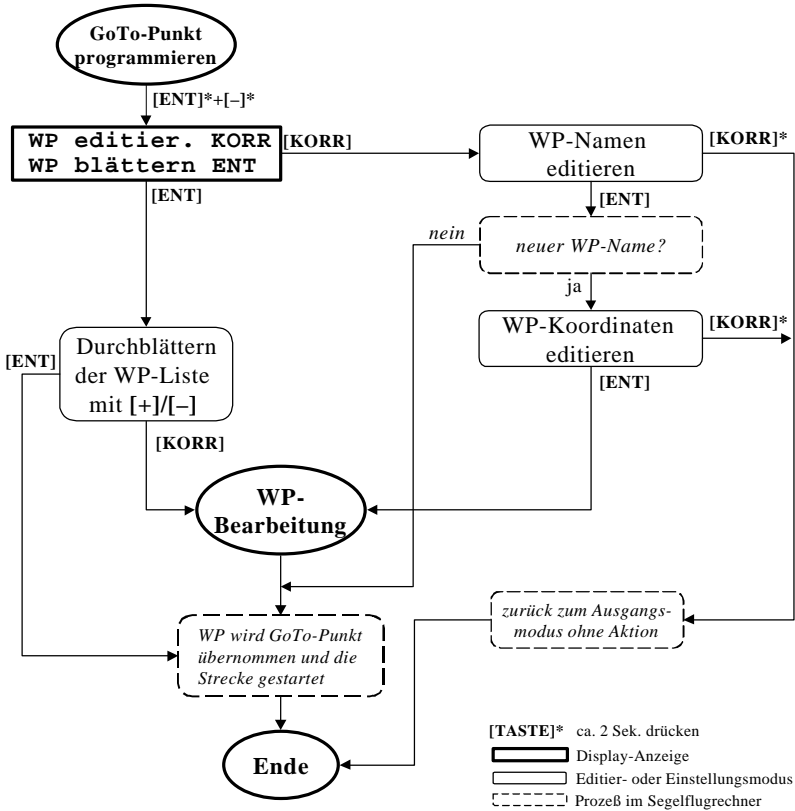 GoTo-Punkt
programmieren
[ENT]*+[–]*
WP editier. KORR
WP blättern ENT
[KORR]
WP-Namen
editieren
[KORR]*
[ENT]
[ENT]
nein
neuer WP-Name?
ja
WP-Koordinaten
editieren
[KORR]*
[ENT]
[ENT]
Durchblättern
der WP-Liste
mit [+]/[–]
[KORR]
WP-
Bearbeitung
WP wird GoTo-Punkt
übernommen und die
Strecke gestartet
zurück zum Ausgangs-
modus ohne Aktion
Ende
[TASTE]* ca. 2 Sek. drücken
Display-Anzeige
Editier- oder Einstellungsmodus
Prozeß im Segelflugrechner